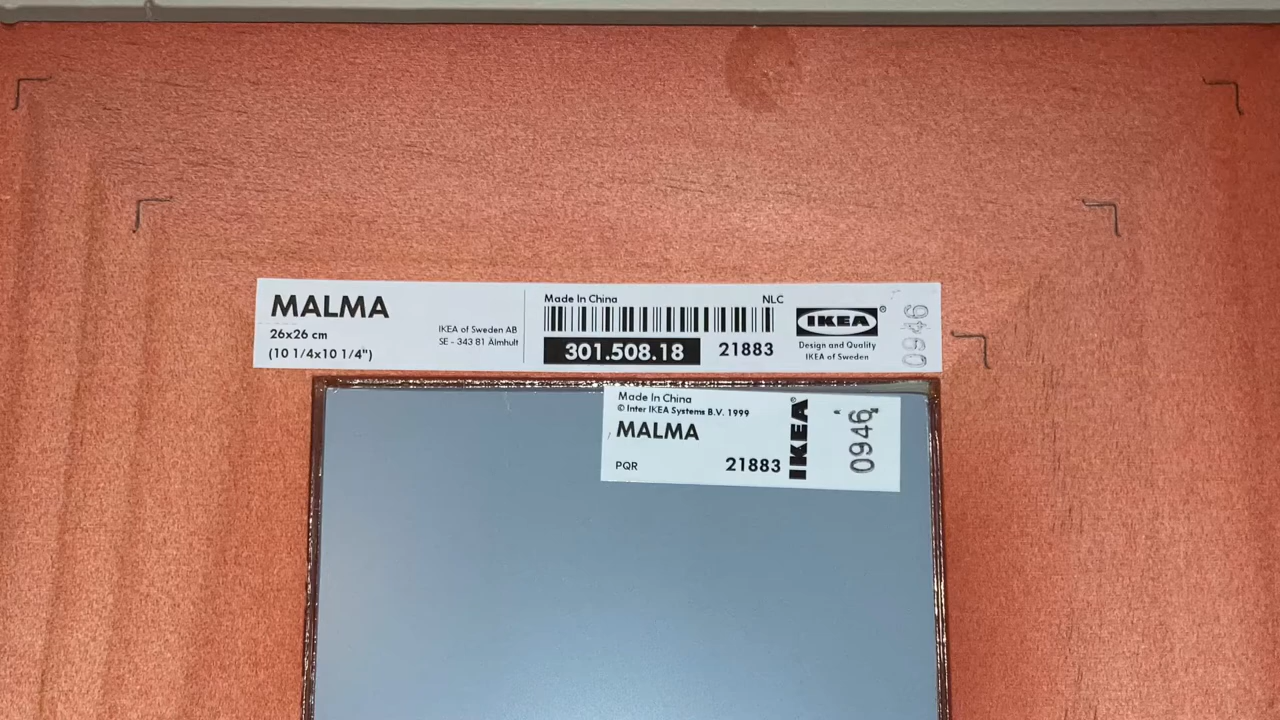 MALMA
26x26 cm
(10 1/4x10 1/4")
IKEA of Sweden AB
SE - 343 81 Älmhult
Made In China
NLC
301.508.18
21883
IKEA®
Design and Quality
IKEA of Sweden
0946
Made In China
© Inter IKEA Systems B.V. 1999
MALMA
PQR
21883
IKEA®
0946